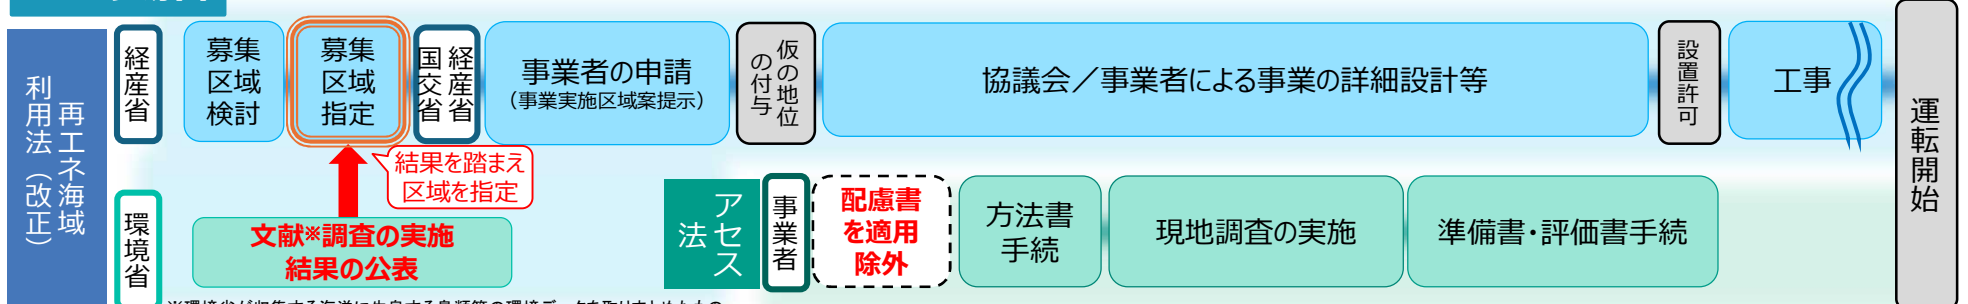 再エネ海域
利用法（改正）
経産省
募集
区域
検討
募集
区域
指定
経産省
国交省
事業者の申請
（事業実施区域案提示）
仮の地位
の付与
協議会／事業者による事業の詳細設計等
設置許可
工事
運転開始
結果を踏まえ
区域を指定
環境省
文献※調査の実施
結果の公表
アセス
法
事業者
配慮書
を適用
除外
方法書
手続
現地調査の実施
準備書・評価書手続